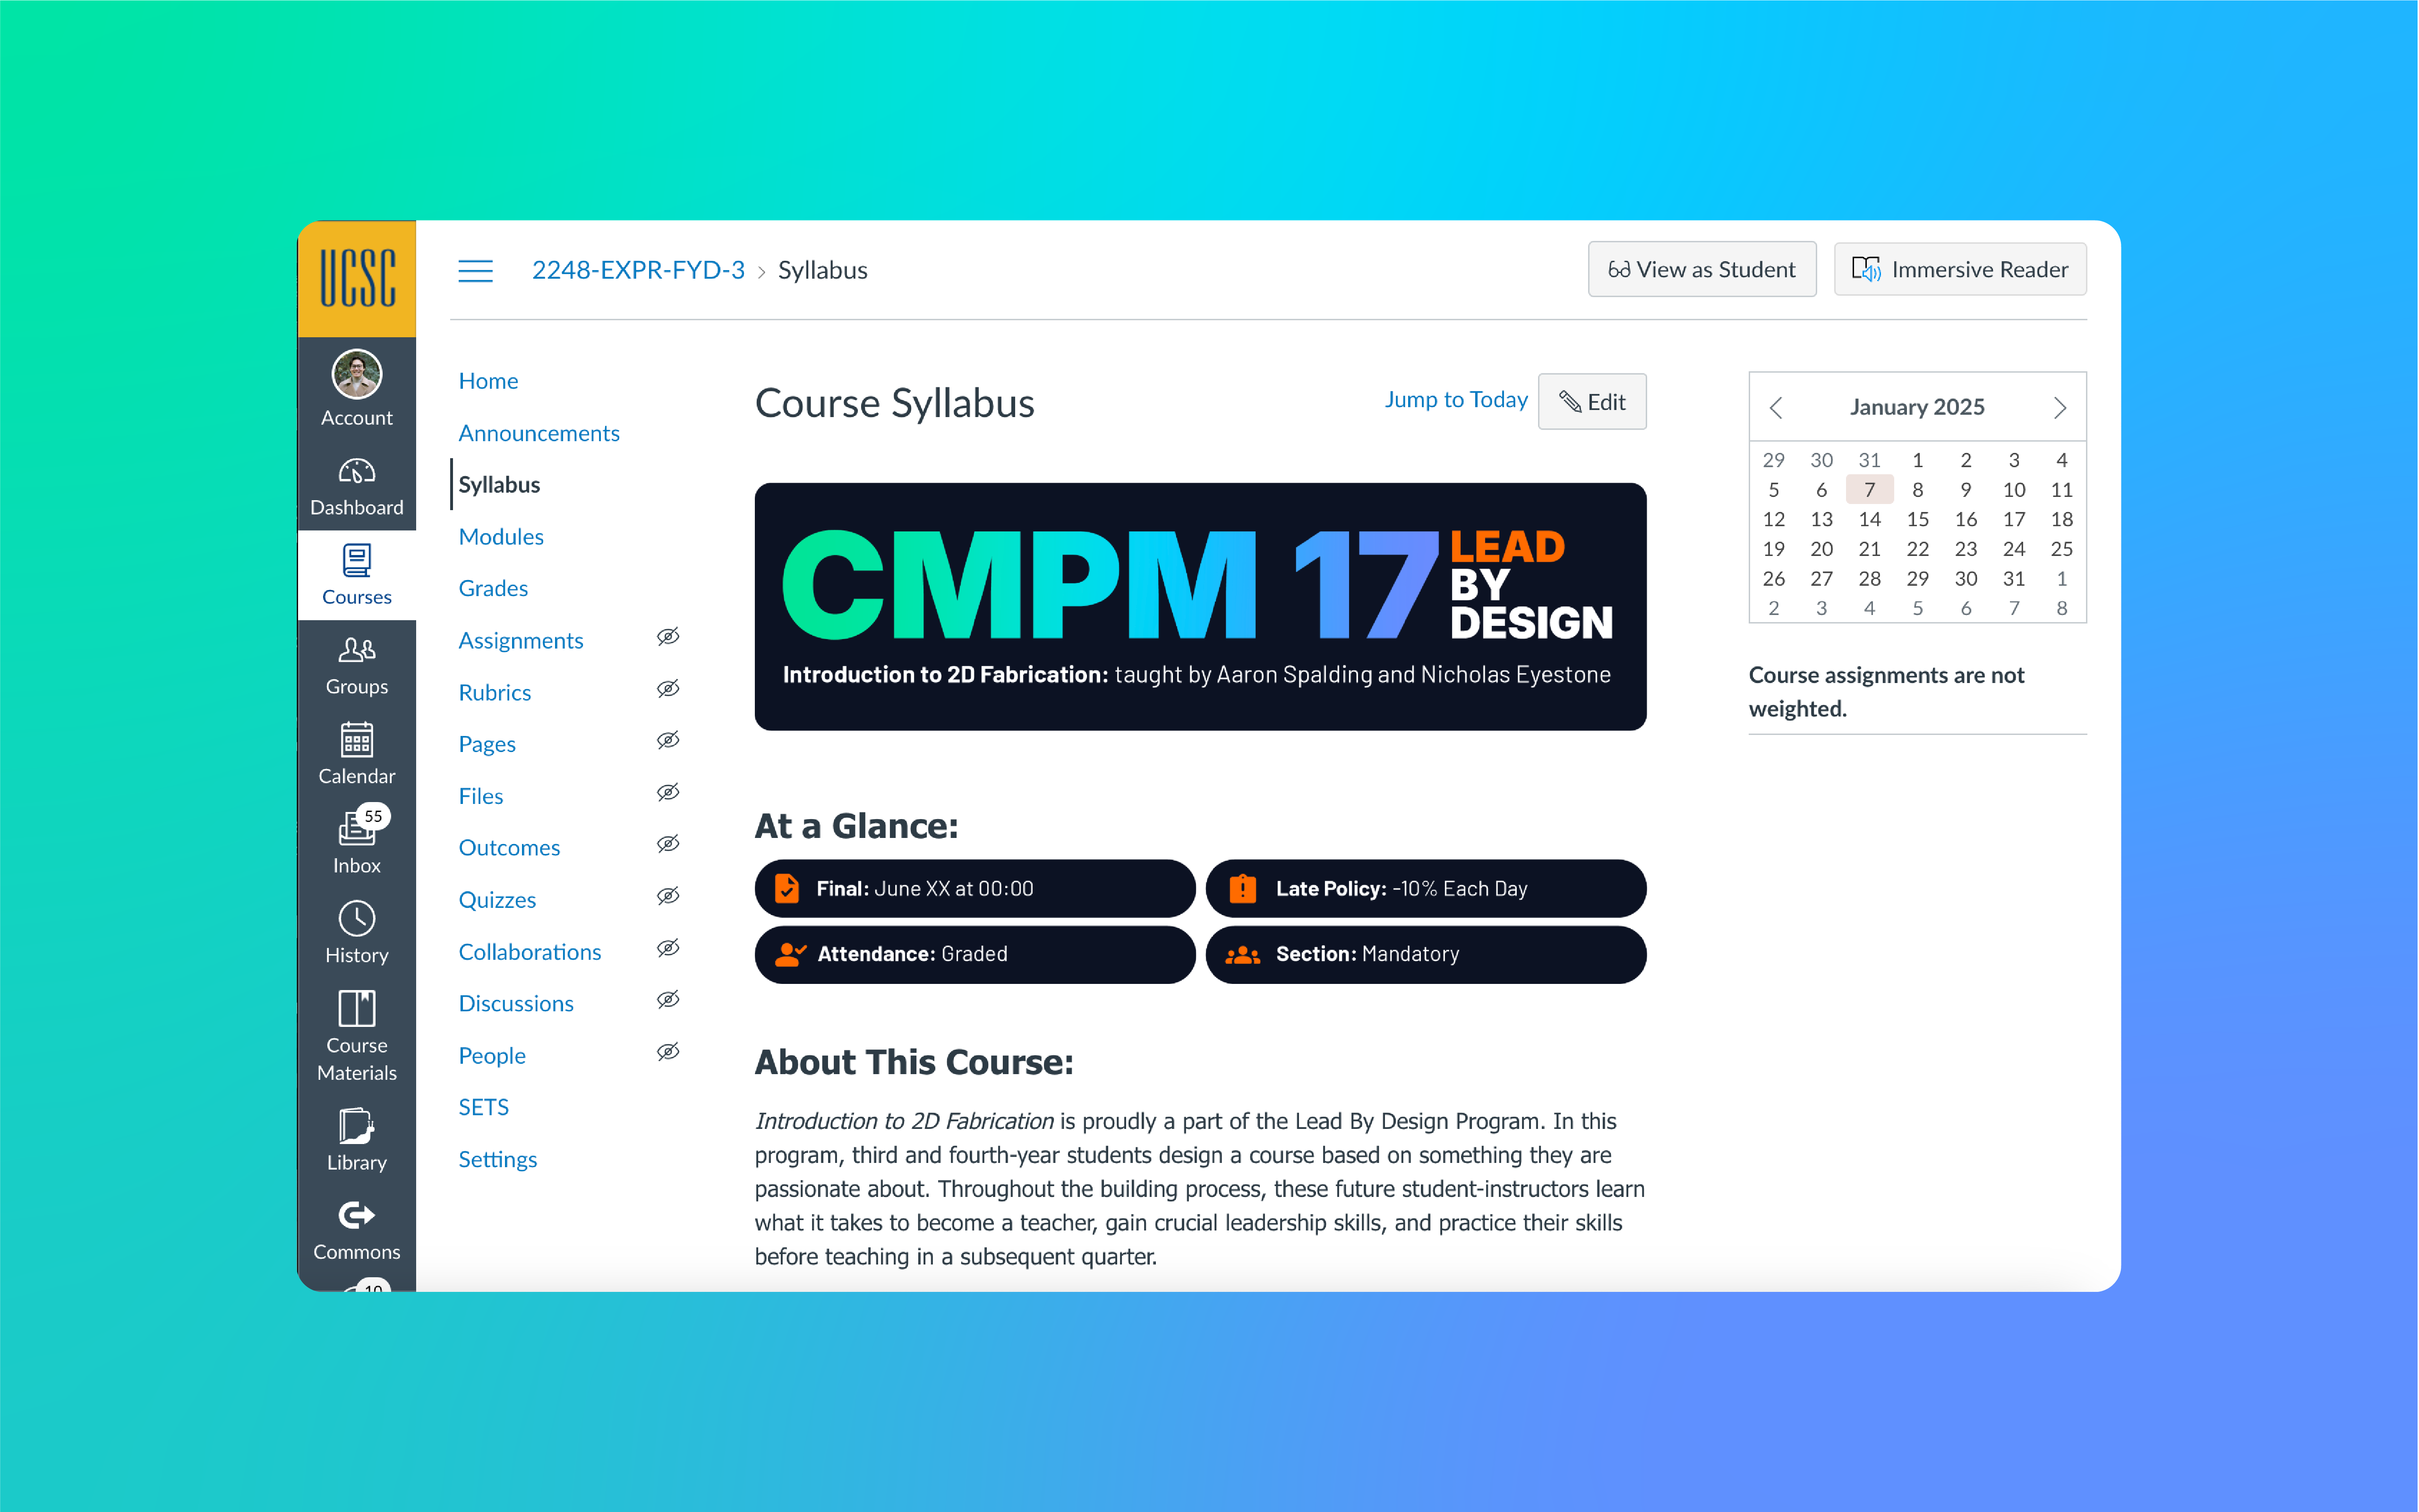 UCSC
Account
Dashboard
Courses
Groups
Calendar
55
Inbox
History
Course
Materials
Library
Commons
10
2248-EXPR-FYD-3 > Syllabus
View as Student
Immersive Reader
Home
Announcements
Syllabus
Modules
Grades
Assignments
Rubrics
Pages
Files
Outcomes
Quizzes
Collaborations
Discussions
People
SETS
Settings
Course Syllabus
Jump to Today
Edit
CMPM 17
LEAD
BY
DESIGN
Introduction to 2D Fabrication: taught by Aaron Spalding and Nicholas Eyestone
At a Glance:
Final: June XX at 00:00
Late Policy: -10% Each Day
Attendance: Graded
Section: Mandatory
About This Course:
Introduction to 2D Fabrication is proudly a part of the Lead By Design Program. In this
program, third and fourth-year students design a course based on something they are
passionate about. Throughout the building process, these future student-instructors learn
what it takes to become a teacher, gain crucial leadership skills, and practice their skills
before teaching in a subsequent quarter.
January 2025
29 30 31 1 2 3 4
5 6 7 8 9 10 11
12 13 14 15 16 17 18
19 20 21 22 23 24 25
26 27 28 29 30 31 1
2 3 4 5 6 7 8
Course assignments are not
weighted.